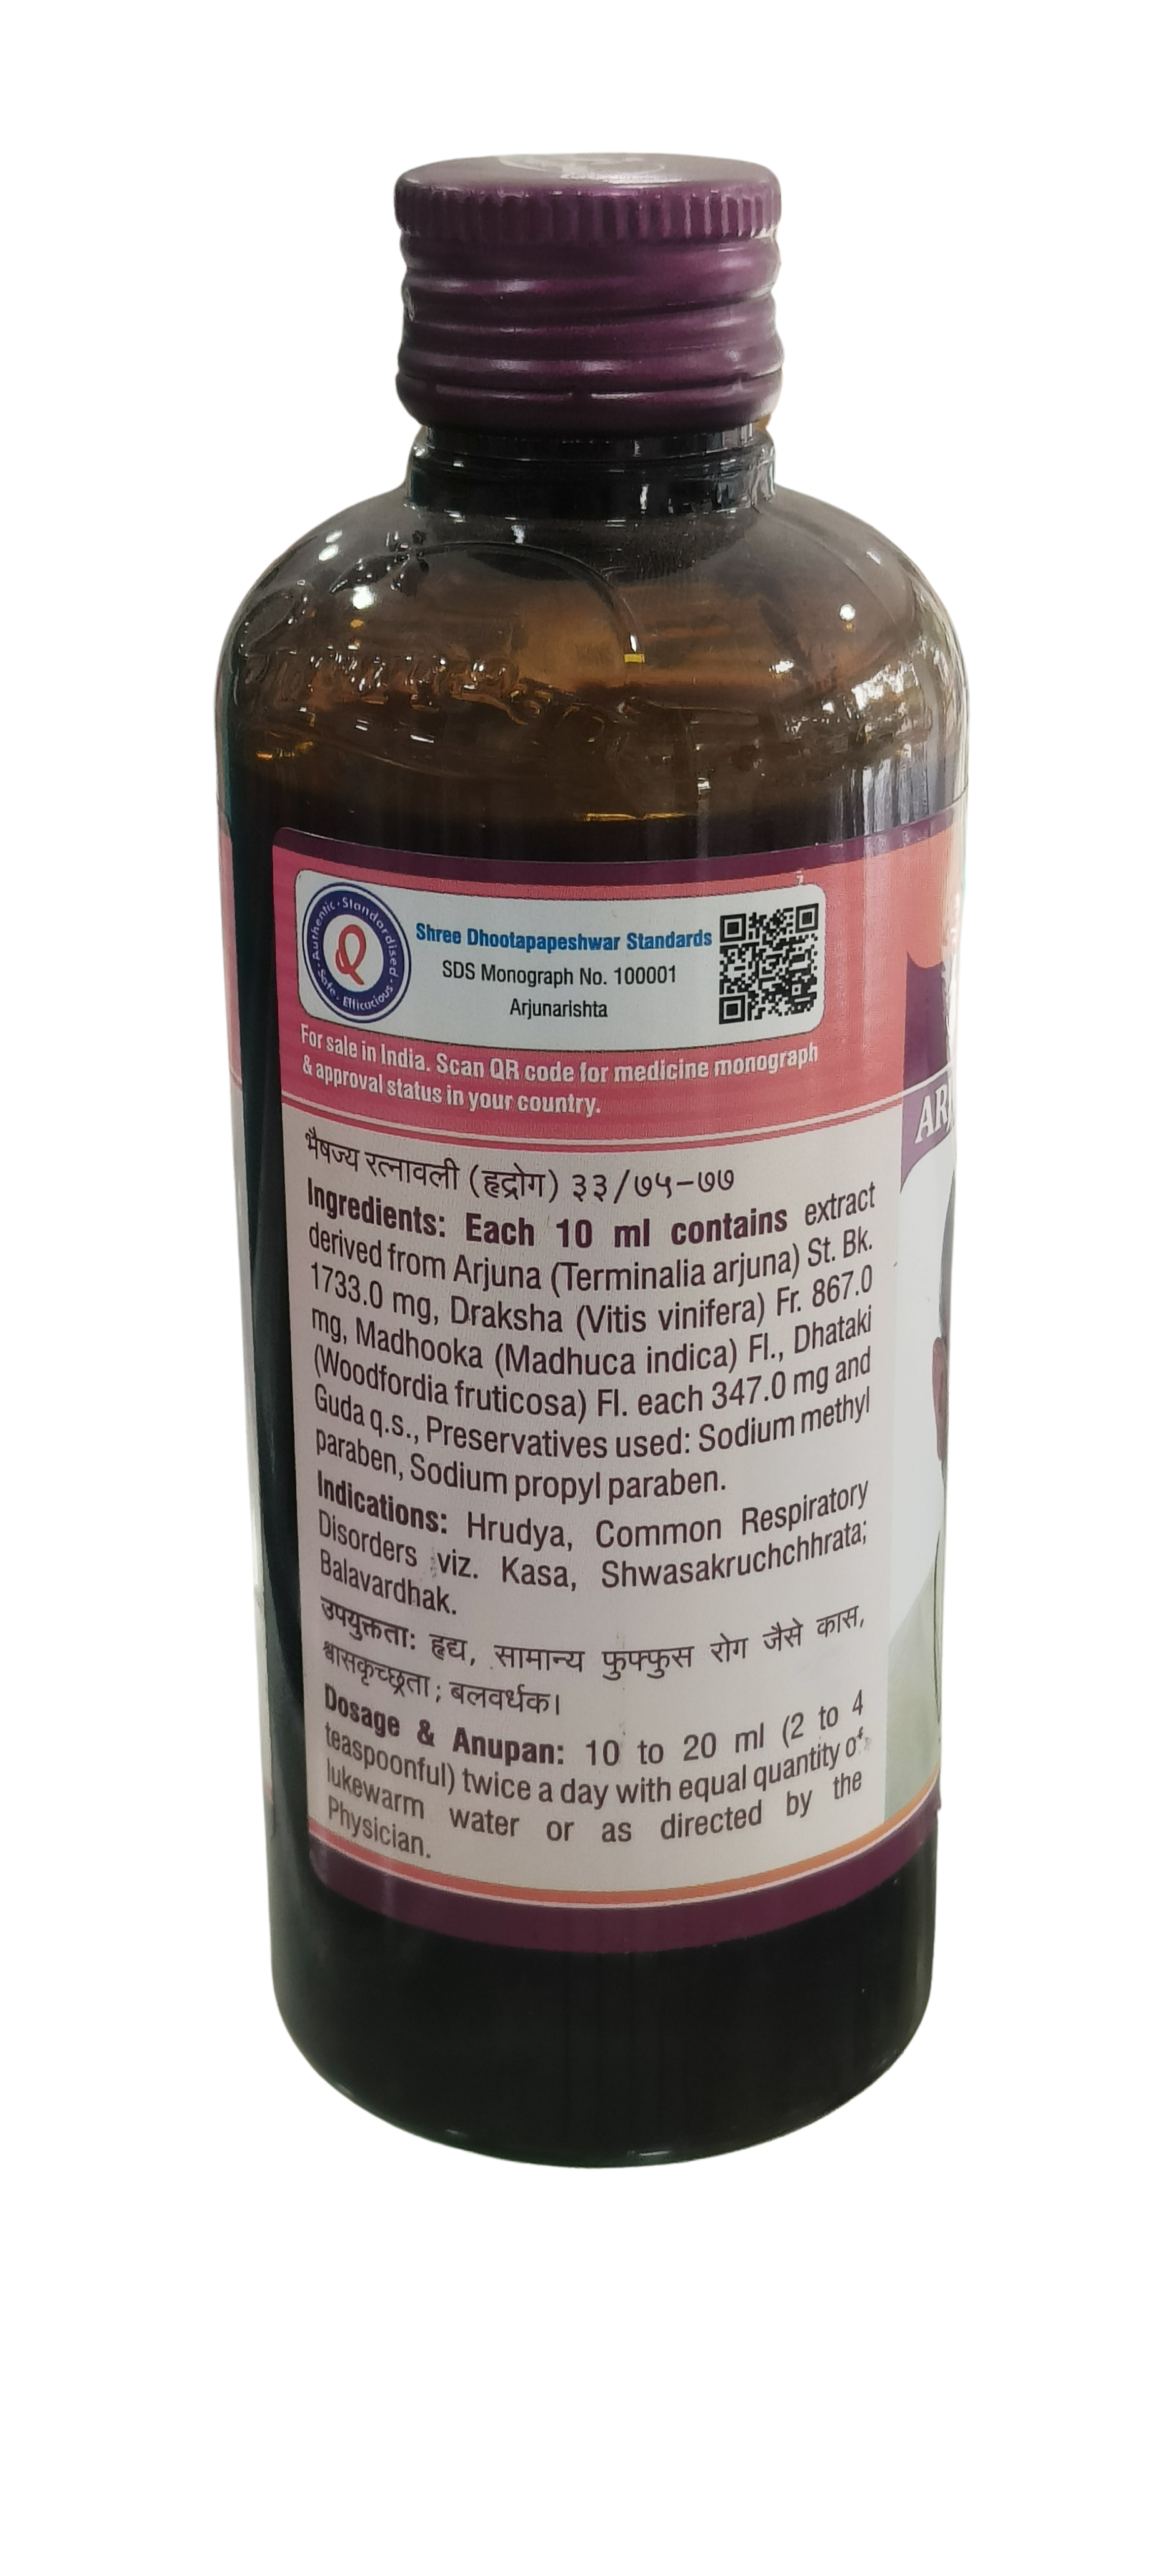 Authentic · Standardised · Efficacious · Safe ·
Shree Dhootapapeshwar Standards
SDS Monograph No. 100001
Arjunarishta
For sale in India. Scan QR code for medicine monograph
& approval status in your country.
भैषज्य रत्नावली (हृद्रोग) ३३/७५-७७
Ingredients: Each 10 ml contains extract
derived from Arjuna (Terminalia arjuna) St. Bk.
1733.0 mg, Draksha (Vitis vinifera) Fr. 867.0
mg, Madhooka (Madhuca indica) Fl., Dhataki
(Woodfordia fruticosa) Fl. each 347.0 mg and
Guda q.s., Preservatives used: Sodium methyl
paraben, Sodium propyl paraben.
Indications: Hrudya, Common Respiratory
Disorders viz. Kasa, Shwasakruchchhrata;
Balavardhak.
उपयुक्तता: हृद्य, सामान्य फुफ्फुस रोग जैसे कास,
श्वासकृच्छ्रता ; बलवर्धक।
Dosage & Anupan: 10 to 20 ml (2 to 4
teaspoonful) twice a day with equal quantity of
lukewarm water or as directed by the
Physician.